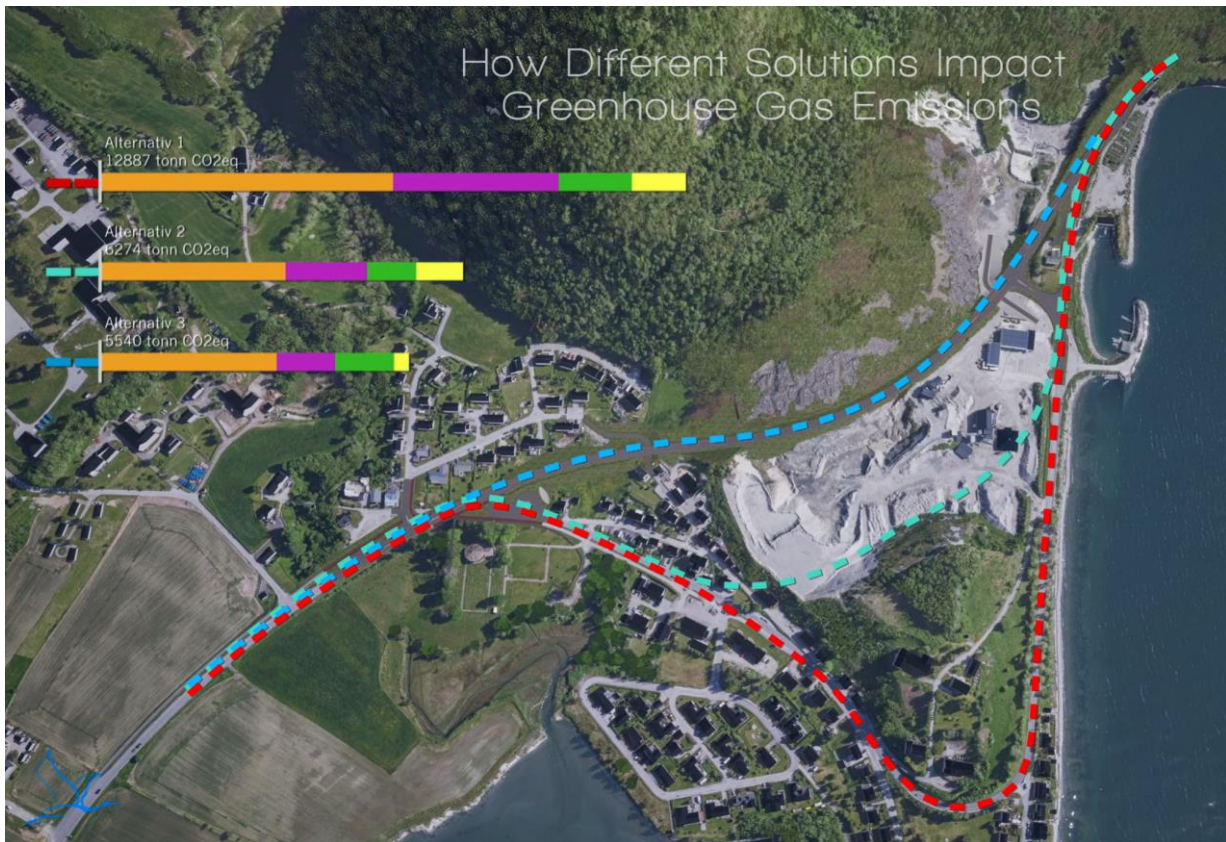 How Different Solutions Impact
Greenhouse Gas Emissions
Alternativ 1
12887 tonn CO2eq
Alternativ 2
6274 tonn CO2eq
Alternativ 3
5540 tonn CO2eq